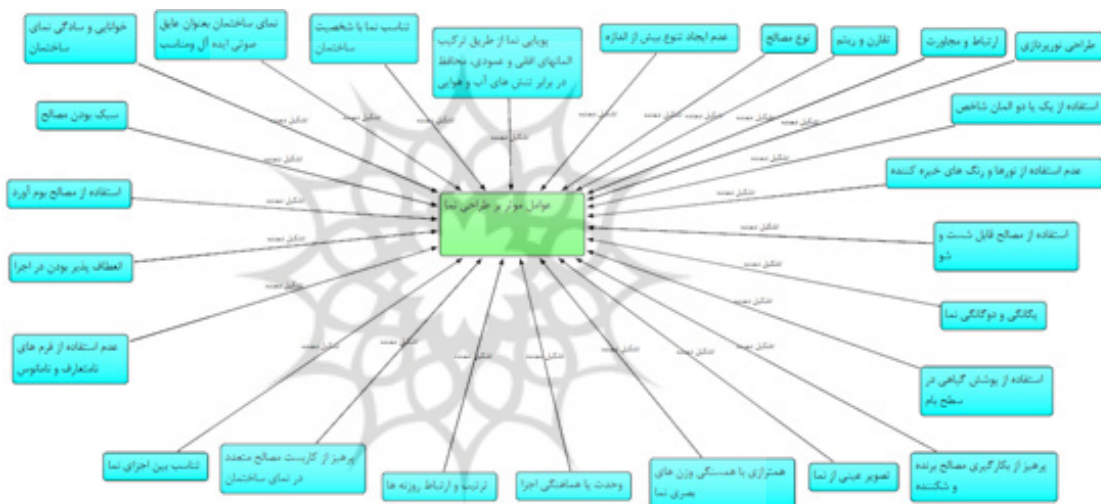 طراحی نورپردازی
ارتباط و مجاورت
تقارن و ریتم
نوع مصالح
عدم ایجاد تنوع بیش از اندازه
پویایی نما از طریق ترکیب
المانهای افقی و عمودی، محافظ
در برابر تنش های آب و هوایی
تناسب نما با شخصیت
ساختمان
نمای ساختمان بعنوان عایق
صوتی ایده آل ومناسب
خوانایی و سادگی نمای
ساختمان
استفاده از یک یا دو المان شاخص
سبک بودن مصالح
عدم استفاده از نورها و رنگ های خیره کننده
استفاده از مصالح بوم آورد
عوامل موثر بر طراحی نما
استفاده از مصالح قابل شست و
شو
انعطاف پذیر بودن در اجرا
یگانگی و دوگانگی نما
عدم استفاده از فرم های
نامتعارف و نامانوس
استفاده از پوشش گیاهی در
سطح بام
پرهیز از بکارگیری مصالح برنده
و شکننده
تصویر عینی از نما
همترازی یا همسنگی وزن های
بصری نما
وحدت یا هماهنگی اجزا
ترتیب و ارتباط روزنه ها
پرهیز از کاربست مصالح متعدد
در نمای ساختمان
تناسب بین اجزای نما